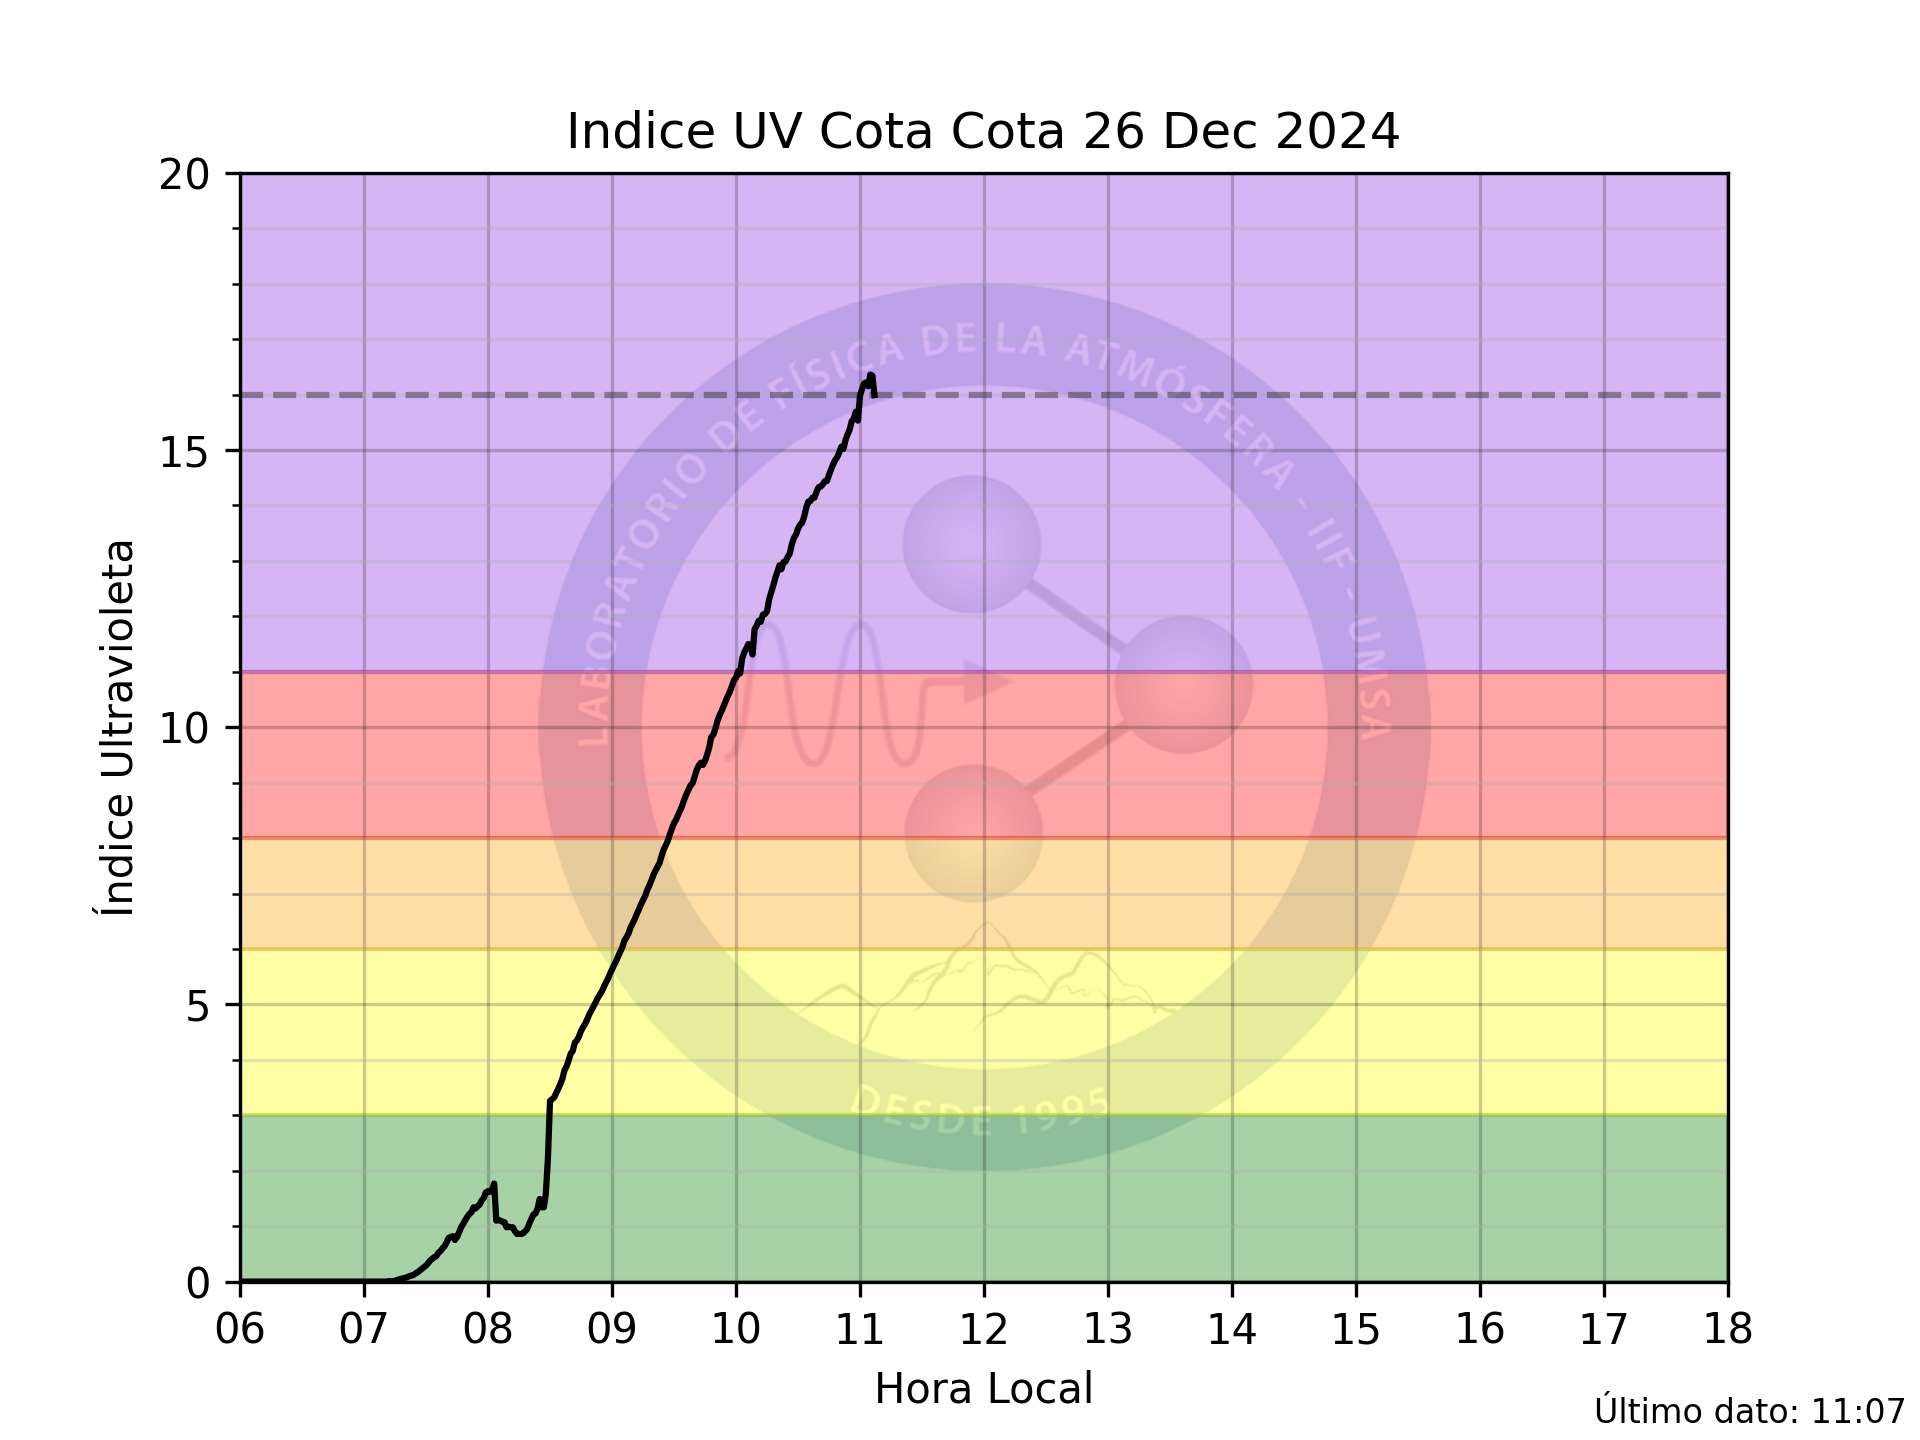 Indice UV Cota Cota 26 Dec 2024
20
15
10
5
0
Índice Ultravioleta
LABORATORIO DE FÍSICA DE LA ATMÓSFERA - IIF - UMSA
DESDE 1995
06 07 08 09 10 11 12 13 14 15 16 17 18
Hora Local
Último dato: 11:07